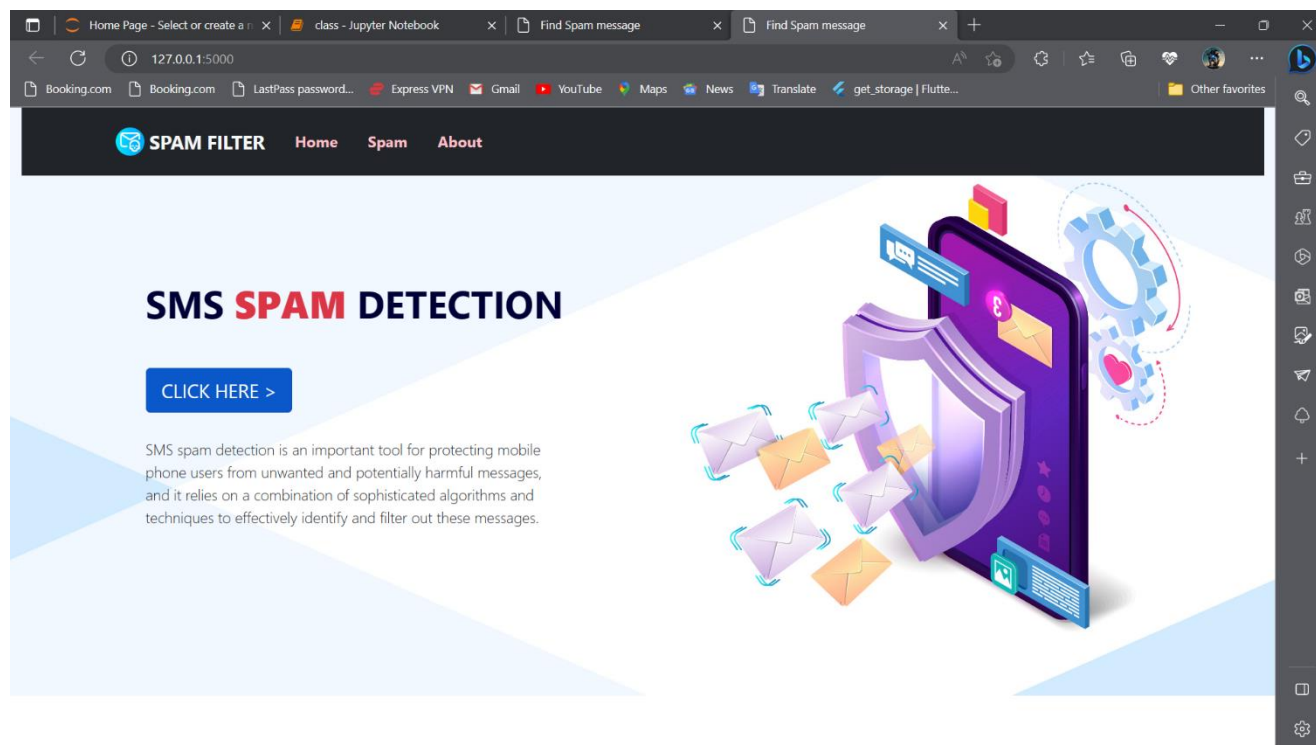 Home Page - Select or create a n
class - Jupyter Notebook
Find Spam message
Find Spam message
127.0.0.1:5000
Booking.com
Booking.com
LastPass password...
Express VPN
Gmail
YouTube
Maps
News
Translate
get_storage | Flutte...
Other favorites
SPAM FILTER
Home
Spam
About
SMS SPAM DETECTION
CLICK HERE >
SMS spam detection is an important tool for protecting mobile
phone users from unwanted and potentially harmful messages,
and it relies on a combination of sophisticated algorithms and
techniques to effectively identify and filter out these messages.